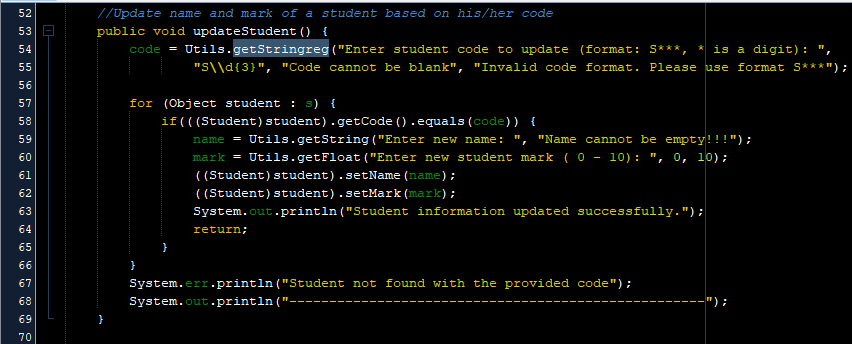 52 //Update name and mark of a student based on his/her code
53 public void updateStudent() {
54 code = Utils.getStringreg("Enter student code to update (format: S***, * is a digit): ",
55 "S\\d{3}", "Code cannot be blank", "Invalid code format. Please use format S***");
56
57 for (Object student : s) {
58 if(((Student)student).getCode().equals(code)) {
59 name = Utils.getString("Enter new name: ", "Name cannot be empty!!!");
60 mark = Utils.getFloat("Enter new student mark ( 0 - 10): ", 0, 10);
61 ((Student)student).setName(name);
62 ((Student)student).setMark(mark);
63 System.out.println("Student information updated successfully.");
64 return;
65 }
66 }
67 System.err.println("Student not found with the provided code");
68 System.out.println("----------------------------------------------------");
69 }
70